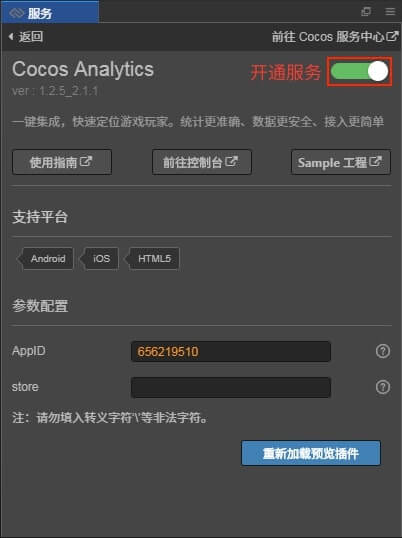 服务
返回
前往 Cocos 服务中心
Cocos Analytics
开通服务
ver : 1.2.5_2.1.1
一键集成，快速定位游戏玩家。统计更准确、数据更安全、接入更简单
使用指南
前往控制台
Sample 工程
支持平台
Android
iOS
HTML5
参数配置
AppID
656219510
store
注：请勿填入转义字符'\'等非法字符。
重新加载预览插件